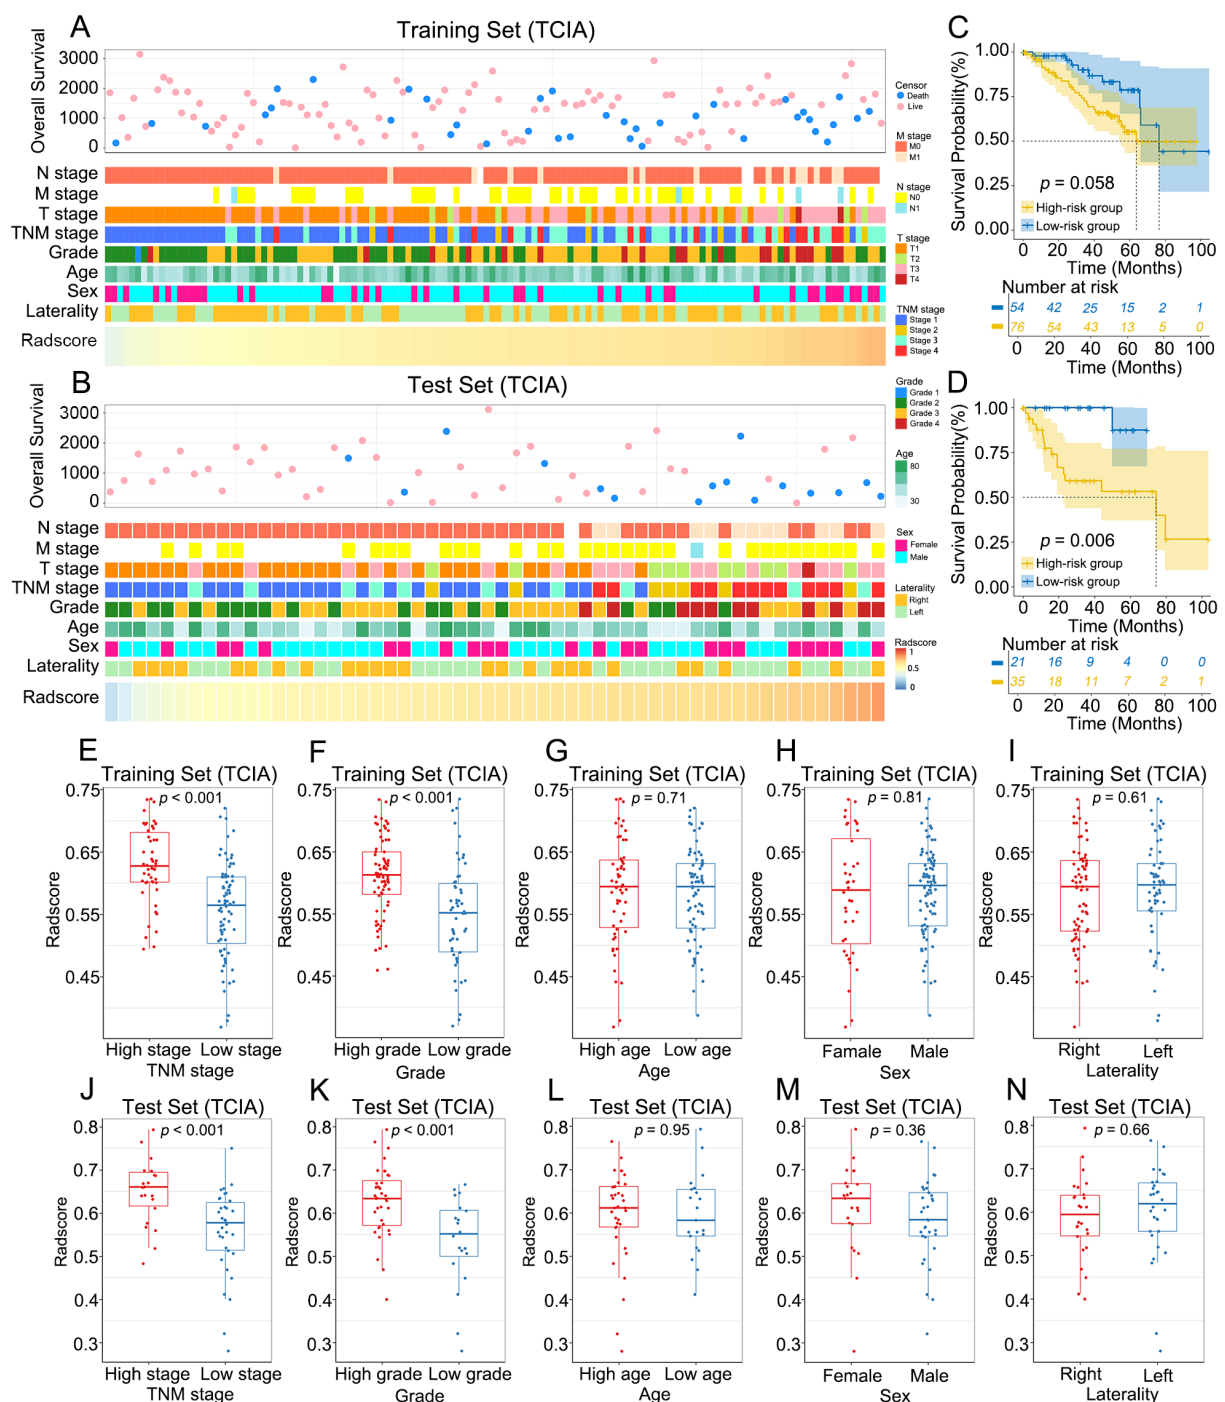 A
Training Set (TCIA)
Overall Survival
3000
2000
1000
0
N stage
M stage
T stage
TNM stage
Grade
Age
Sex
Laterality
Radscore
Censor
Death
Live
M stage
M0
M1
N stage
N0
N1
T stage
T1
T2
T3
T4
TNM stage
Stage 1
Stage 2
Stage 3
Stage 4
Grade
Grade 1
Grade 2
Grade 3
Grade 4
Age
80
30
Sex
Female
Male
Laterality
Right
Left
Radscore
1
0.5
0
B
Test Set (TCIA)
Overall Survival
3000
2000
1000
0
N stage
M stage
T stage
TNM stage
Grade
Age
Sex
Laterality
Radscore
C
Survival Probability(%)
1.00
0.75
0.50
0.25
0.00
p = 0.058
High-risk group
Low-risk group
0 20 40 60 80 100
Time (Months)
Number at risk
54 42 25 15 2 1
76 54 43 13 5 0
0 20 40 60 80 100
Time (Months)
D
Survival Probability(%)
1.00
0.75
0.50
0.25
0.00
p = 0.006
High-risk group
Low-risk group
0 20 40 60 80 100
Time (Months)
Number at risk
21 16 9 4 0 0
35 18 11 7 2 1
0 20 40 60 80 100
Time (Months)
E
Training Set (TCIA)
p < 0.001
Radscore
0.75
0.65
0.55
0.45
High stage Low stage
TNM stage
F
Training Set (TCIA)
p < 0.001
Radscore
0.75
0.65
0.55
0.45
High grade Low grade
Grade
G
Training Set (TCIA)
p = 0.71
Radscore
0.75
0.65
0.55
0.45
High age Low age
Age
H
Training Set (TCIA)
p = 0.81
Radscore
0.75
0.65
0.55
0.45
Famale Male
Sex
I
Training Set (TCIA)
p = 0.61
Radscore
0.75
0.65
0.55
0.45
Right Left
Laterality
J
Test Set (TCIA)
p < 0.001
Radscore
0.8
0.7
0.6
0.5
0.4
0.3
High stage Low stage
TNM stage
K
Test Set (TCIA)
p < 0.001
Radscore
0.8
0.7
0.6
0.5
0.4
0.3
High grade Low grade
Grade
L
Test Set (TCIA)
p = 0.95
Radscore
0.8
0.7
0.6
0.5
0.4
0.3
High age Low age
Age
M
Test Set (TCIA)
p = 0.36
Radscore
0.8
0.7
0.6
0.5
0.4
0.3
Female Male
Sex
N
Test Set (TCIA)
p = 0.66
Radscore
0.8
0.7
0.6
0.5
0.4
0.3
Right Left
Laterality